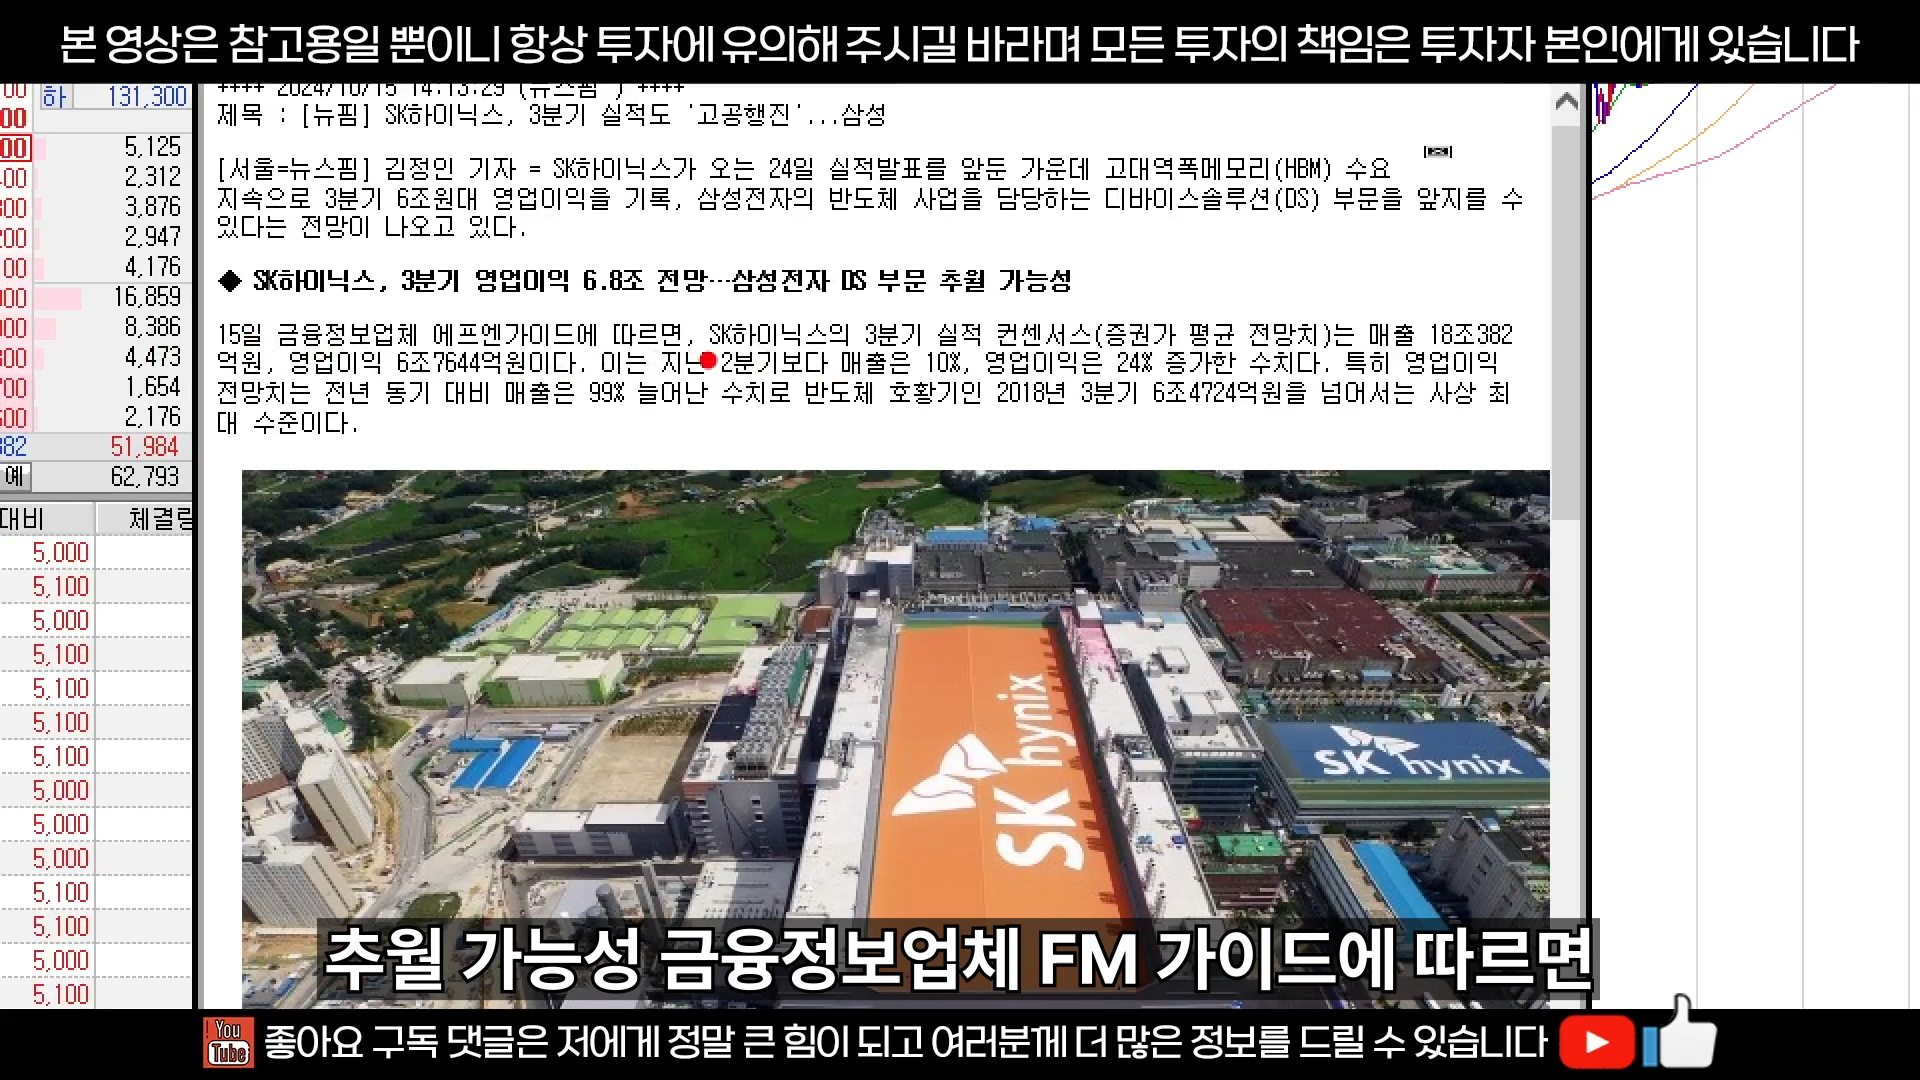 본 영상은 참고용일 뿐이니 항상 투자에 유의해 주시길 바라며 모든 투자의 책임은 투자자 본인에게 있습니다
++++ 2024/10/15 14:13:29 (뉴스핌 ) ++++
제목 : [뉴핌] SK하이닉스, 3분기 실적도 '고공행진'...삼성
[서울=뉴스핌] 김정인 기자 = SK하이닉스가 오는 24일 실적발표를 앞둔 가운데 고대역폭메모리(HBM) 수요
지속으로 3분기 6조원대 영업이익을 기록, 삼성전자의 반도체 사업을 담당하는 디바이스솔루션(DS) 부문을 앞지를 수
있다는 전망이 나오고 있다.
◆ SK하이닉스, 3분기 영업이익 6.8조 전망…삼성전자 DS 부문 추월 가능성
15일 금융정보업체 에프엔가이드에 따르면, SK하이닉스의 3분기 실적 컨센서스(증권가 평균 전망치)는 매출 18조382
억원, 영업이익 6조7644억원이다. 이는 지난 2분기보다 매출은 10%, 영업이익은 24% 증가한 수치다. 특히 영업이익
전망치는 전년 동기 대비 매출은 99% 늘어난 수치로 반도체 호황기인 2018년 3분기 6조4724억원을 넘어서는 사상 최
대 수준이다.
하 131,300
5,125
2,312
3,876
2,947
4,176
16,859
8,386
4,473
1,654
2,176
51,984
예 62,793
대비 체결량
5,000
5,100
5,000
5,100
5,100
5,100
5,100
5,000
5,000
5,000
5,100
5,100
5,000
5,100
SK hynix
SK hynix
추월 가능성 금융정보업체 FM 가이드에 따르면
You Tube 좋아요 구독 댓글은 저에게 정말 큰 힘이 되고 여러분께 더 많은 정보를 드릴 수 있습니다